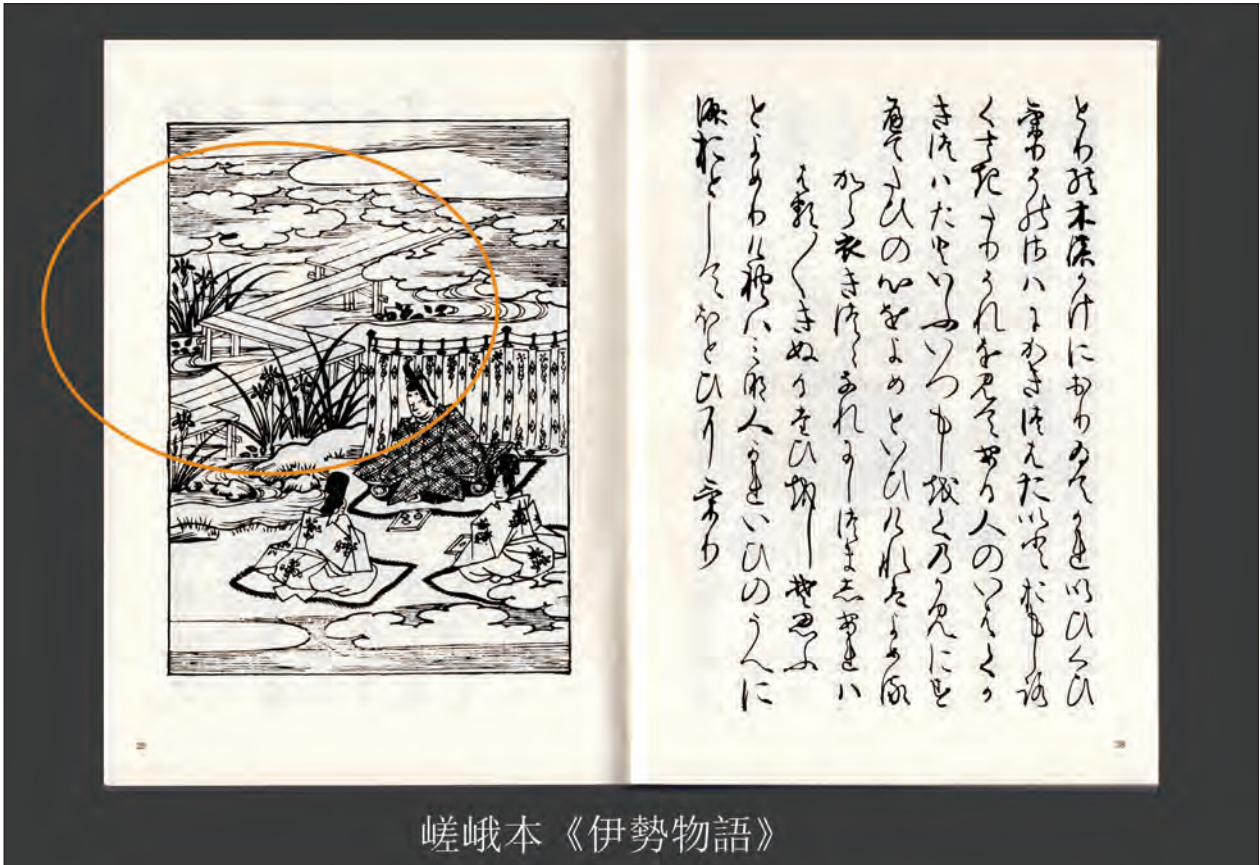 とりの木のかけにおりゐてかれいひくひ
けりそのさはにかきつはたいとおもしろ
くさきたりそれを見てある人のいはくか
きつはたといふいつもしをくのかみにす
へてたひの心をよめといひけれはよめる
から衣きつゝなれにしつましあれは
はる／＼きぬるたひをしそ思ふ
とよめりけれはみな人かれいひのうへに
涙おとしてほとひにけり
嵯峨本《伊勢物語》